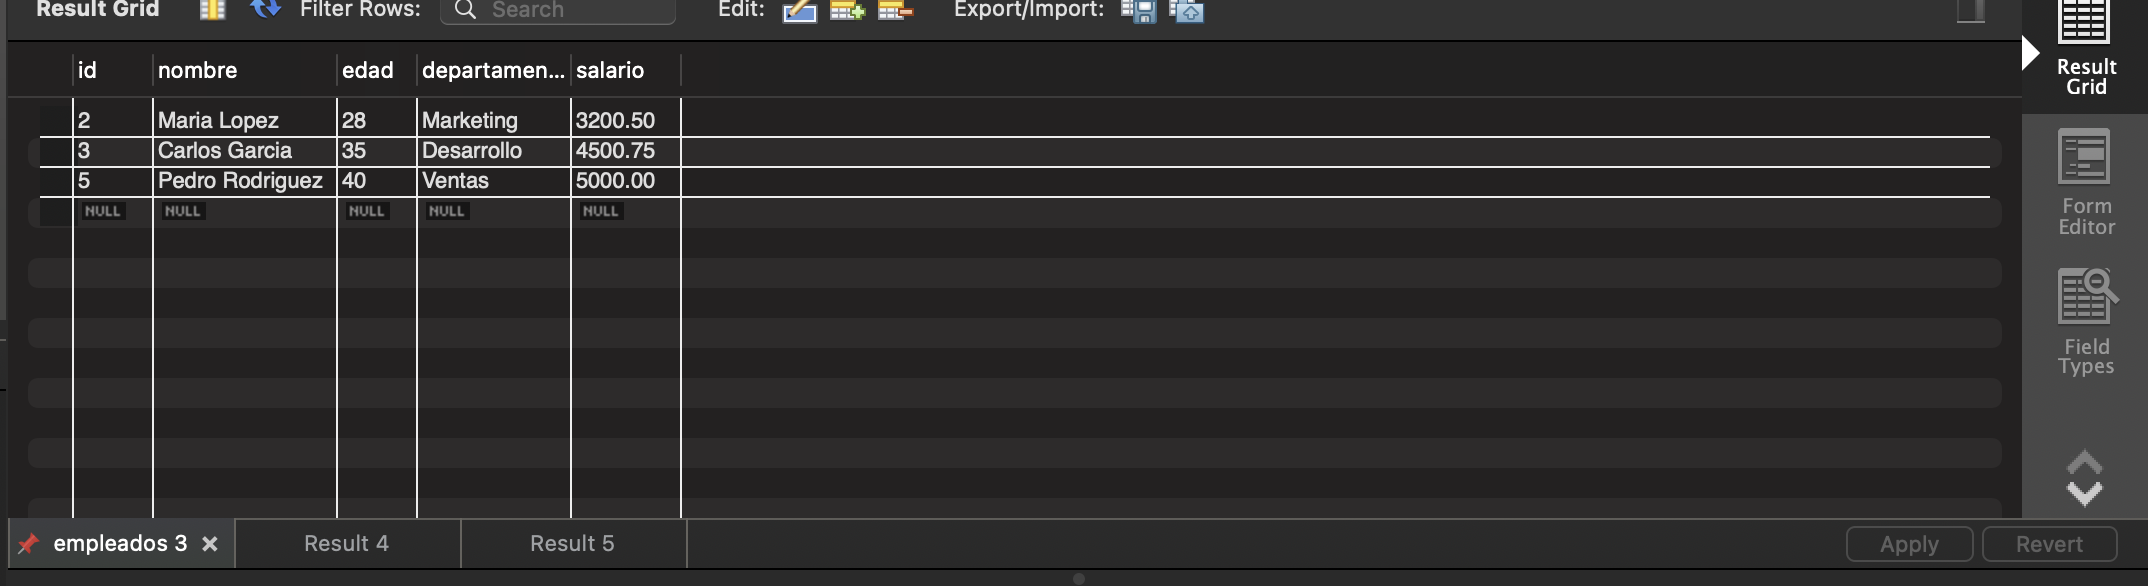 Result Grid Filter Rows: Search Edit: Export/Import:
id nombre edad departamen... salario
2 Maria Lopez 28 Marketing 3200.50
3 Carlos Garcia 35 Desarrollo 4500.75
5 Pedro Rodriguez 40 Ventas 5000.00
NULL NULL NULL NULL NULL
Result
Grid
Form
Editor
Field
Types
empleados 3 Result 4 Result 5 Apply Revert